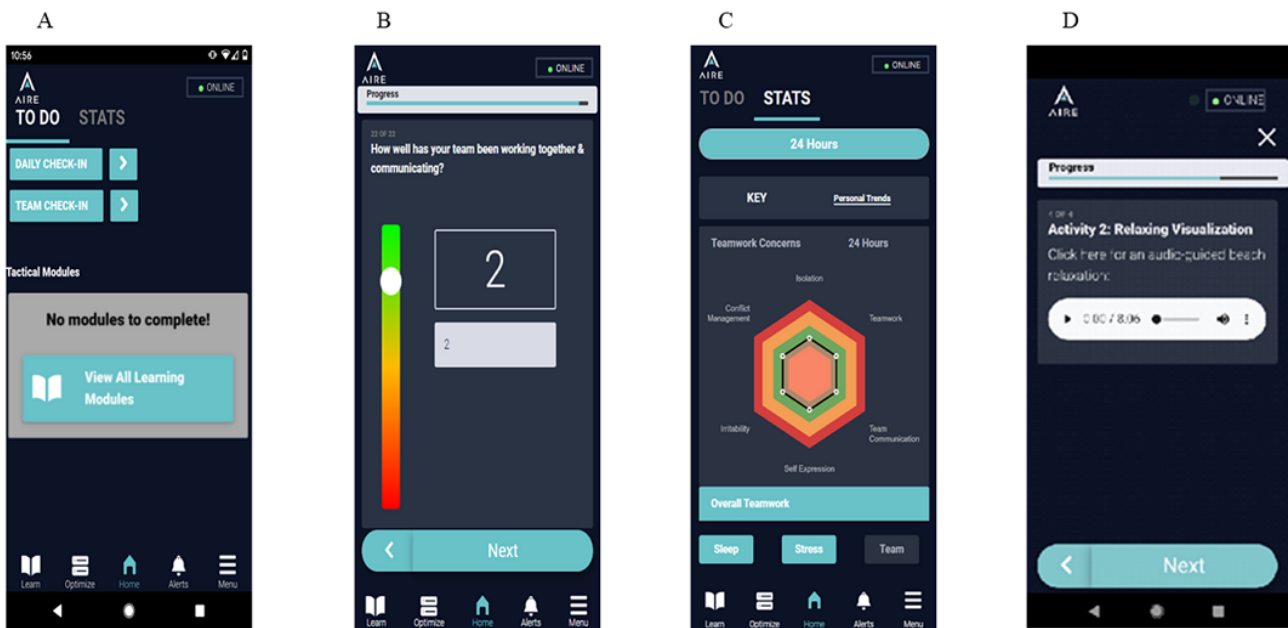 A
10:56
AIRE
ONLINE
TO DO STATS
DAILY CHECK-IN
TEAM CHECK-IN
Tactical Modules
No modules to complete!
View All Learning
Modules
Learn Optimize Home Alerts Menu
B
AIRE
ONLINE
Progress
22 OF 22
How well has your team been working together &
communicating?
2
2
Next
Learn Optimize Home Alerts Menu
C
AIRE
ONLINE
TO DO STATS
24 Hours
KEY Personal Trends
Teamwork Concerns 24 Hours
Isolation
Conflict
Management
Teamwork
Irritability
Team
Communication
Self Expression
Overall Teamwork
Sleep Stress Team
Learn Optimize Home Alerts Menu
D
AIRE
ONLINE
Progress
4 OF 4
Activity 2: Relaxing Visualization
Click here for an audio-guided beach
relaxation:
0:00 / 8:06
Next